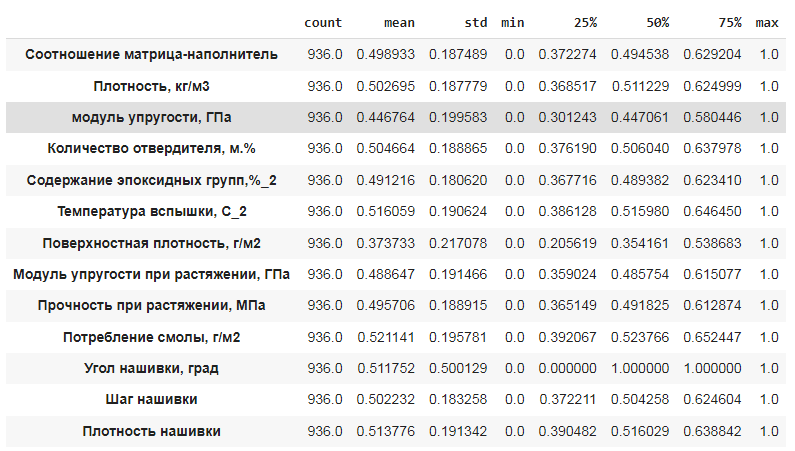 count mean std min 25% 50% 75% max
Соотношение матрица-наполнитель 936.0 0.498933 0.187489 0.0 0.372274 0.494538 0.629204 1.0
Плотность, кг/м3 936.0 0.502695 0.187779 0.0 0.368517 0.511229 0.624999 1.0
модуль упругости, ГПа 936.0 0.446764 0.199583 0.0 0.301243 0.447061 0.580446 1.0
Количество отвердителя, м.% 936.0 0.504664 0.188865 0.0 0.376190 0.506040 0.637978 1.0
Содержание эпоксидных групп,%_2 936.0 0.491216 0.180620 0.0 0.367716 0.489382 0.623410 1.0
Температура вспышки, С_2 936.0 0.516059 0.190624 0.0 0.386128 0.515980 0.646450 1.0
Поверхностная плотность, г/м2 936.0 0.373733 0.217078 0.0 0.205619 0.354161 0.538683 1.0
Модуль упругости при растяжении, ГПа 936.0 0.488647 0.191466 0.0 0.359024 0.485754 0.615077 1.0
Прочность при растяжении, МПа 936.0 0.495706 0.188915 0.0 0.365149 0.491825 0.612874 1.0
Потребление смолы, г/м2 936.0 0.521141 0.195781 0.0 0.392067 0.523766 0.652447 1.0
Угол нашивки, град 936.0 0.511752 0.500129 0.0 0.000000 1.000000 1.000000 1.0
Шаг нашивки 936.0 0.502232 0.183258 0.0 0.372211 0.504258 0.624604 1.0
Плотность нашивки 936.0 0.513776 0.191342 0.0 0.390482 0.516029 0.638842 1.0